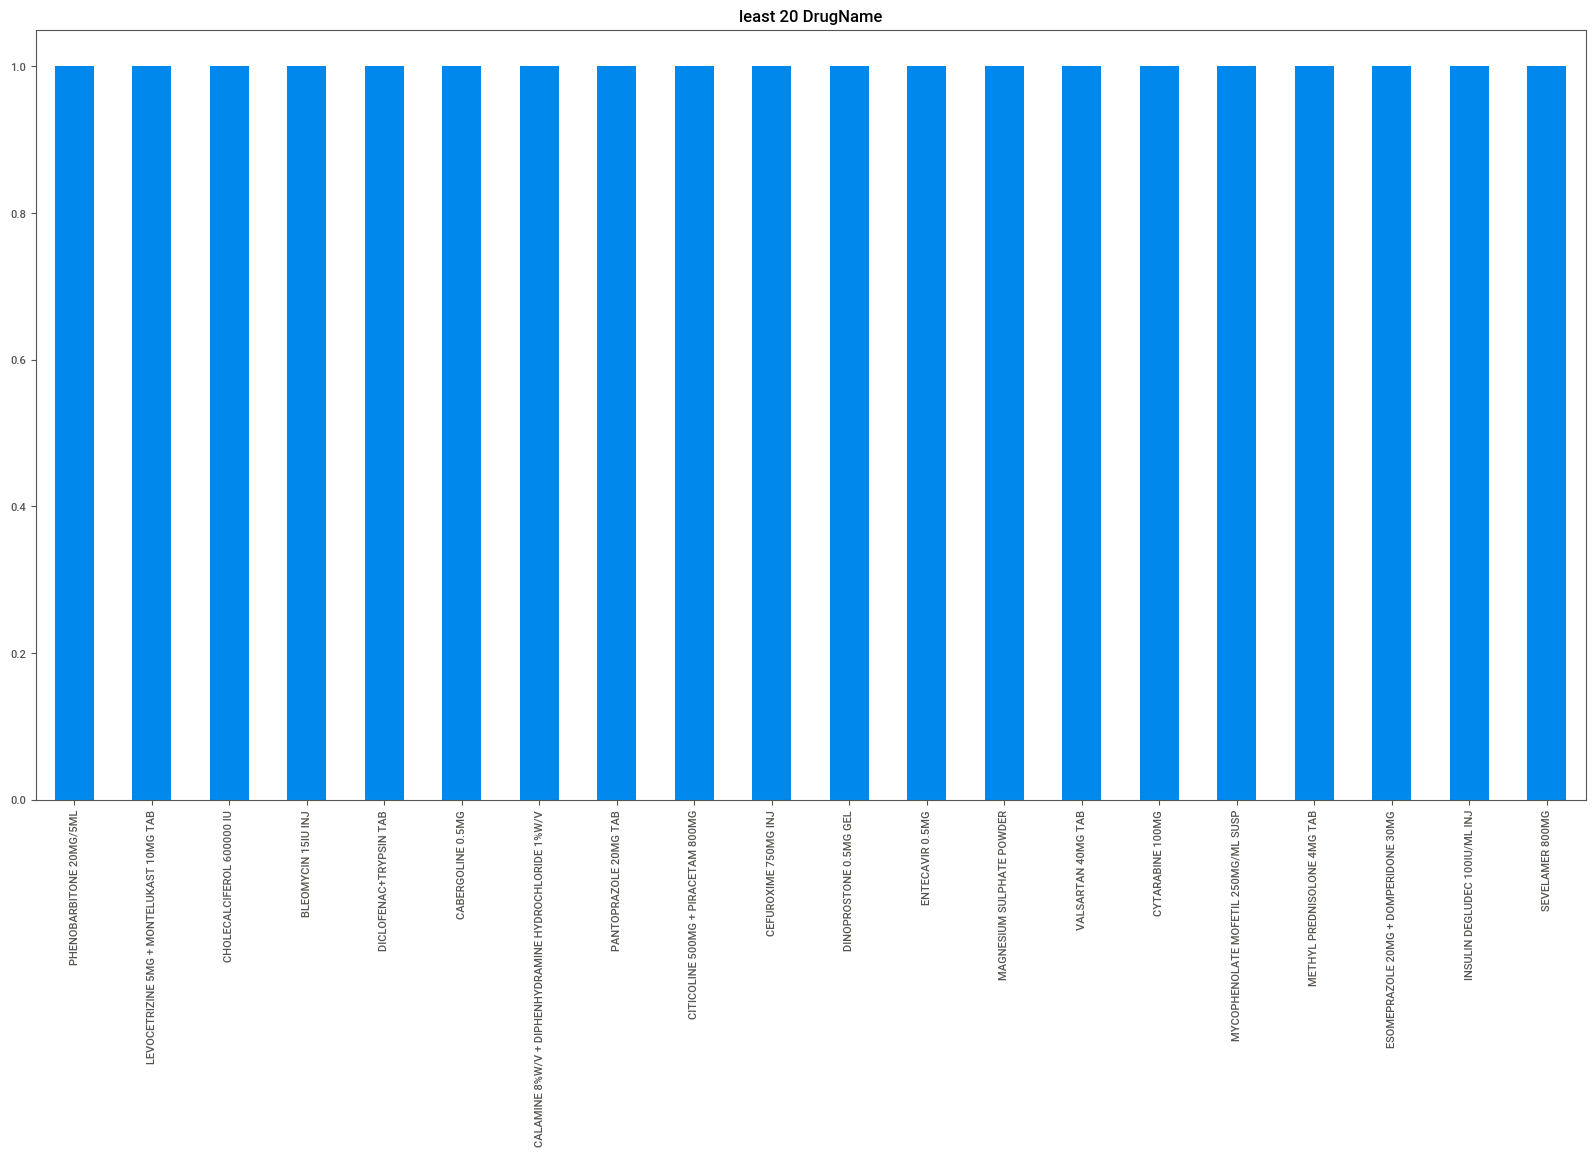 least 20 DrugName
1.0
0.8
0.6
0.4
0.2
0.0
PHENOBARBITONE 20MG/5ML
LEVOCETRIZINE 5MG + MONTELUKAST 10MG TAB
CHOLECALCIFEROL 60000 IU
BLEOMYCIN 15IU INJ
DICLOFENAC+TRYPSIN TAB
CABERGOLINE 0.5MG
CALAMINE 8%W/V + DIPHENHYDRAMINE HYDROCHLORIDE 1%W/V
PANTOPRAZOLE 20MG TAB
CITICOLINE 500MG + PIRACETAM 800MG
CEFUROXIME 750MG INJ
DINOPROSTONE 0.5MG GEL
ENTECAVIR 0.5MG
MAGNESIUM SULPHATE POWDER
VALSARTAN 40MG TAB
CYTARABINE 100MG
MYCOPHENOLATE MOFETIL 250MG/ML SUSP
METHYL PREDNISOLONE 4MG TAB
ESOMEPRAZOLE 20MG + DOMPERIDONE 30MG
INSULIN DEGLUDEC 100IU/ML INJ
SEVELAMER 800MG